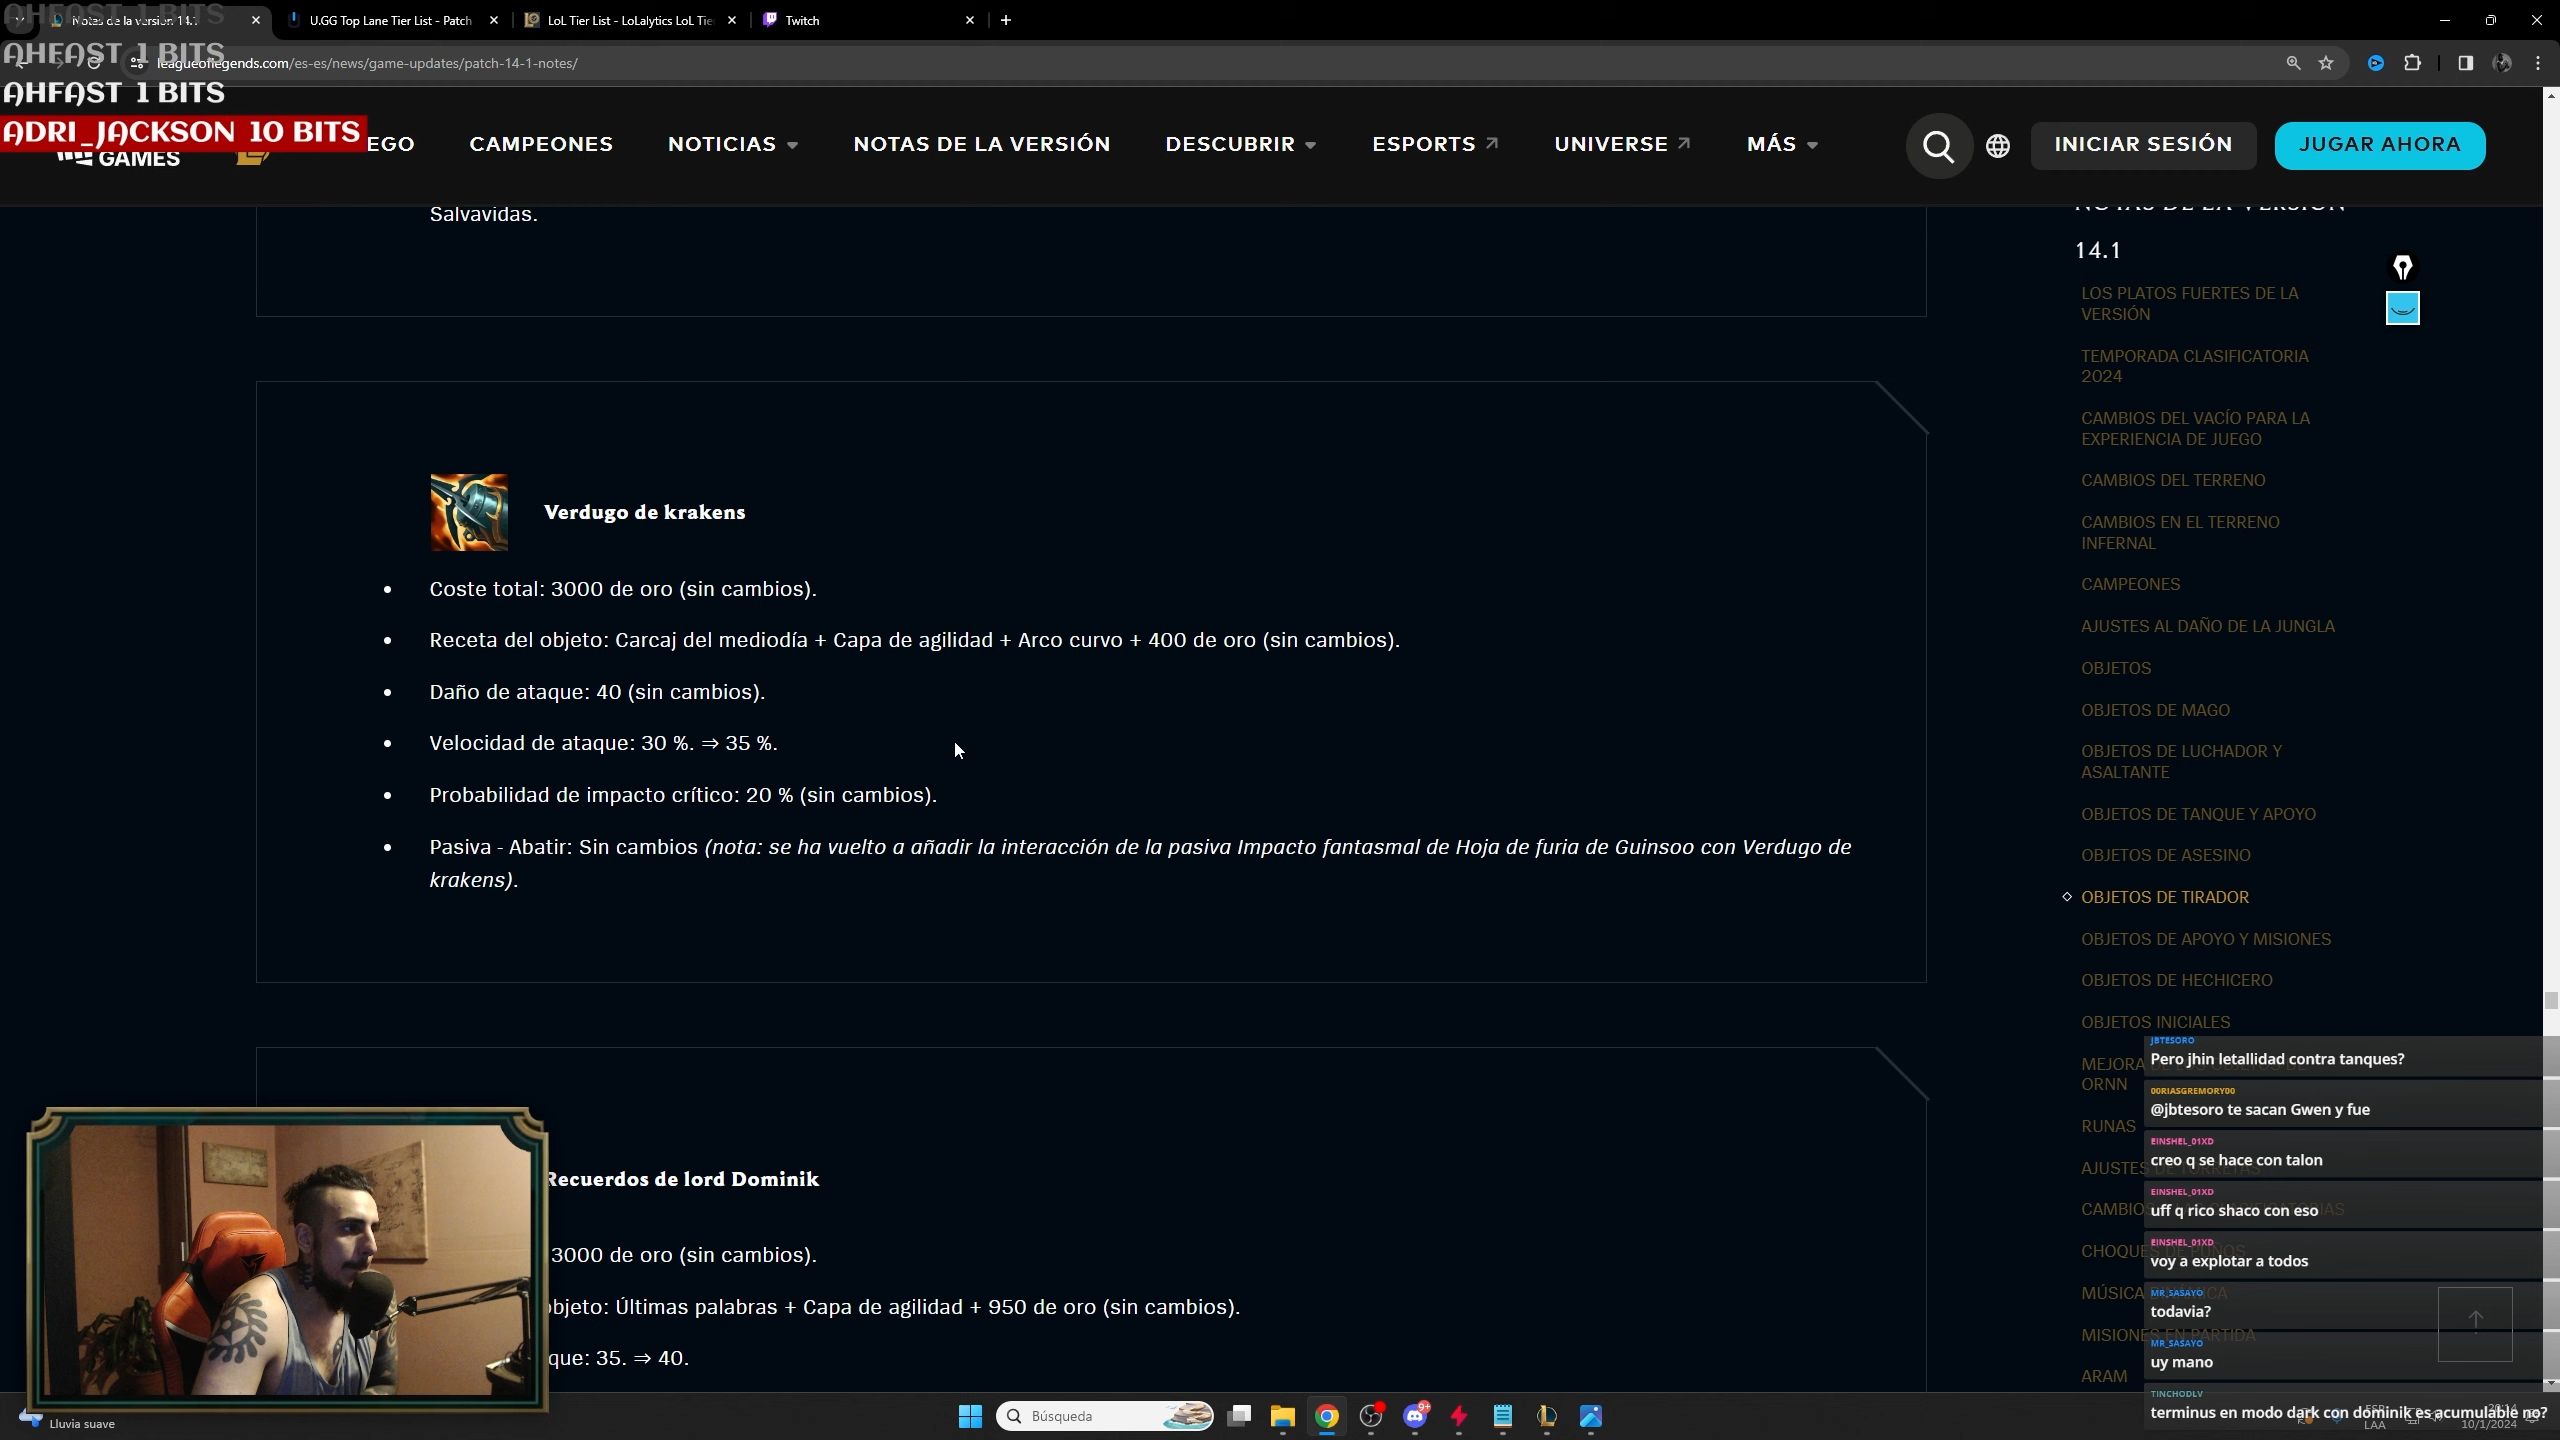 AHFAST 1 BITS
AHFAST 1 BITS
AHFAST 1 BITS
ADRI_JACKSON 10 BITS
Notas de la versión 14.1
U.GG Top Lane Tier List - Patch
LoL Tier List - LoLalytics LoL Tie
Twitch
leagueoflegends.com/es-es/news/game-updates/patch-14-1-notes/
GAMES
EGO
CAMPEONES
NOTICIAS
NOTAS DE LA VERSIÓN
DESCUBRIR
ESPORTS
UNIVERSE
MÁS
INICIAR SESIÓN
JUGAR AHORA
Salvavidas.
Verdugo de krakens
• Coste total: 3000 de oro (sin cambios).
• Receta del objeto: Carcaj del mediodía + Capa de agilidad + Arco curvo + 400 de oro (sin cambios).
• Daño de ataque: 40 (sin cambios).
• Velocidad de ataque: 30 %. ⇒ 35 %.
• Probabilidad de impacto crítico: 20 % (sin cambios).
• Pasiva - Abatir: Sin cambios (nota: se ha vuelto a añadir la interacción de la pasiva Impacto fantasmal de Hoja de furia de Guinsoo con Verdugo de
krakens).
Recuerdos de lord Dominik
3000 de oro (sin cambios).
objeto: Últimas palabras + Capa de agilidad + 950 de oro (sin cambios).
que: 35. ⇒ 40.
NOTAS DE LA VERSIÓN
14.1
LOS PLATOS FUERTES DE LA
VERSIÓN
TEMPORADA CLASIFICATORIA
2024
CAMBIOS DEL VACÍO PARA LA
EXPERIENCIA DE JUEGO
CAMBIOS DEL TERRENO
CAMBIOS EN EL TERRENO
INFERNAL
CAMPEONES
AJUSTES AL DAÑO DE LA JUNGLA
OBJETOS
OBJETOS DE MAGO
OBJETOS DE LUCHADOR Y
ASALTANTE
OBJETOS DE TANQUE Y APOYO
OBJETOS DE ASESINO
OBJETOS DE TIRADOR
OBJETOS DE APOYO Y MISIONES
OBJETOS DE HECHICERO
OBJETOS INICIALES
MEJORA
ORNN
RUNAS
AJUSTES
CAMBIO
CHOQUE
MÚSICA
MISIONES EN PARTIDA
ARAM
JBTESORO
Pero jhin letallidad contra tanques?
00RIASGREMORY00
@jbtesoro te sacan Gwen y fue
EINSHEL_01XD
creo q se hace con talon
EINSHEL_01XD
uff q rico shaco con eso
EINSHEL_01XD
voy a explotar a todos
MR_SASAYO
todavia?
MR_SASAYO
uy mano
TINCHODLV
terminus en modo dark con dominik es acumulable no?
Lluvia suave
Búsqueda
9+
LAA
10/1/2024